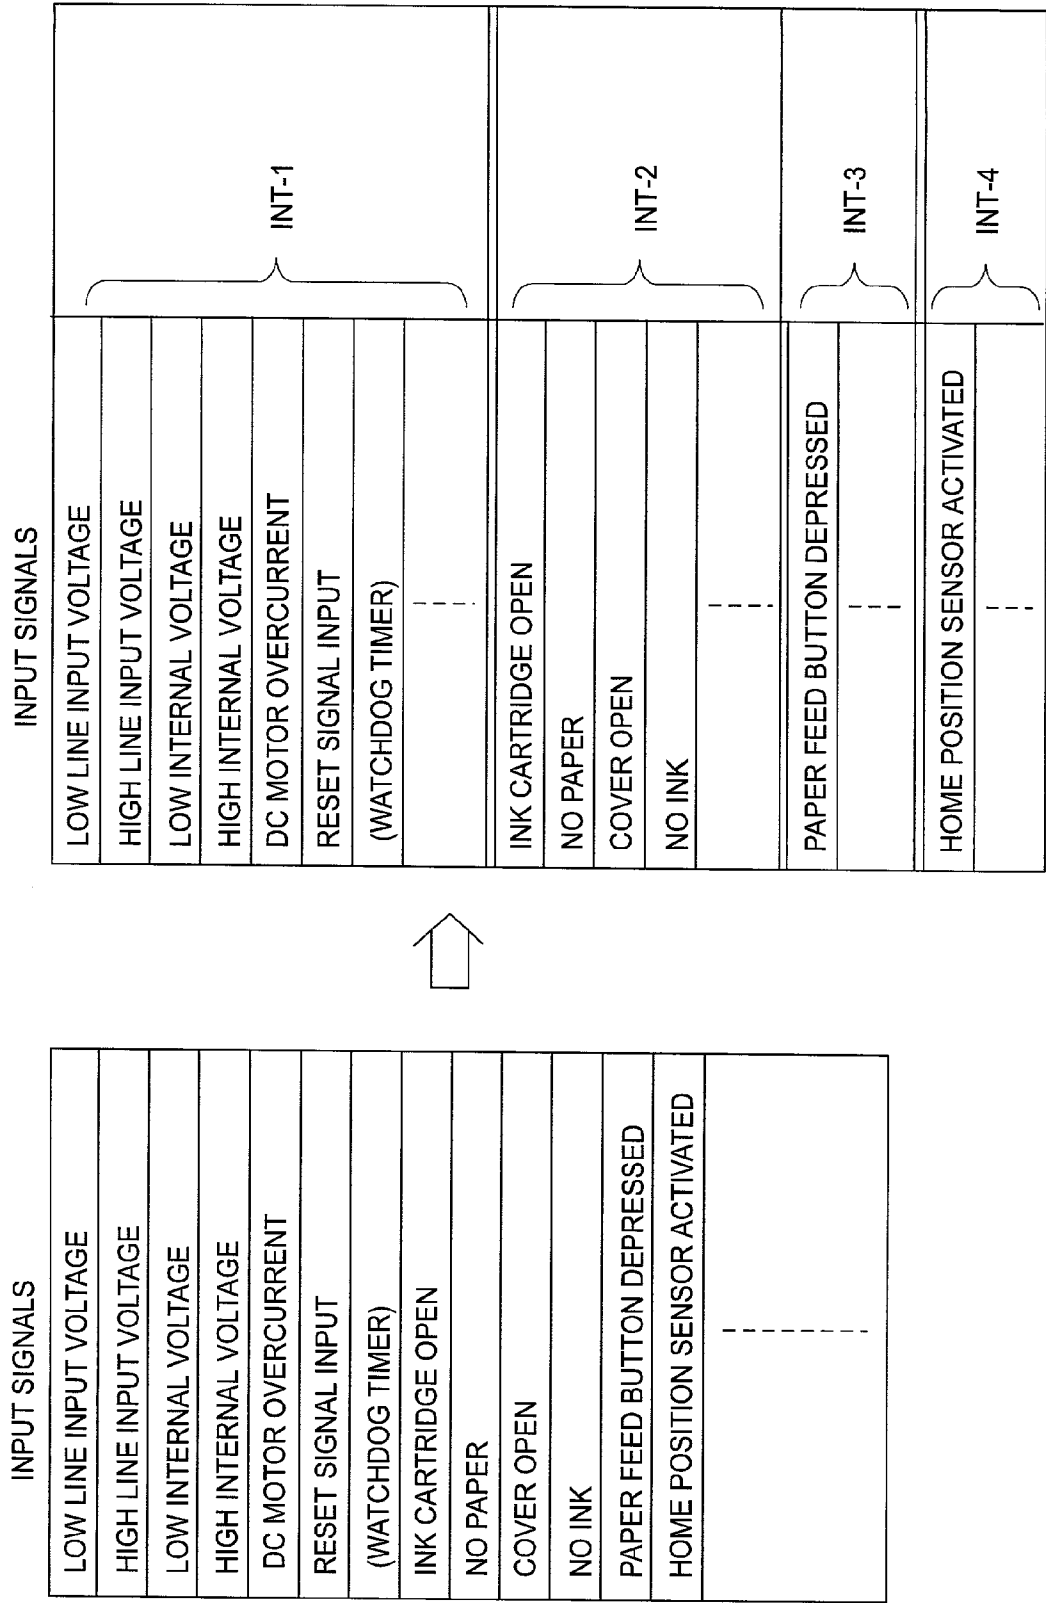 INPUT SIGNALS
LOW LINE INPUT VOLTAGE
HIGH LINE INPUT VOLTAGE
LOW INTERNAL VOLTAGE
HIGH INTERNAL VOLTAGE
DC MOTOR OVERCURRENT
RESET SIGNAL INPUT
(WATCHDOG TIMER)
INK CARTRIDGE OPEN
NO PAPER
COVER OPEN
NO INK
PAPER FEED BUTTON DEPRESSED
HOME POSITION SENSOR ACTIVATED
INPUT SIGNALS
LOW LINE INPUT VOLTAGE
HIGH LINE INPUT VOLTAGE
LOW INTERNAL VOLTAGE
HIGH INTERNAL VOLTAGE
DC MOTOR OVERCURRENT
RESET SIGNAL INPUT
(WATCHDOG TIMER)
INT-1
INK CARTRIDGE OPEN
NO PAPER
COVER OPEN
NO INK
INT-2
PAPER FEED BUTTON DEPRESSED
INT-3
HOME POSITION SENSOR ACTIVATED
INT-4